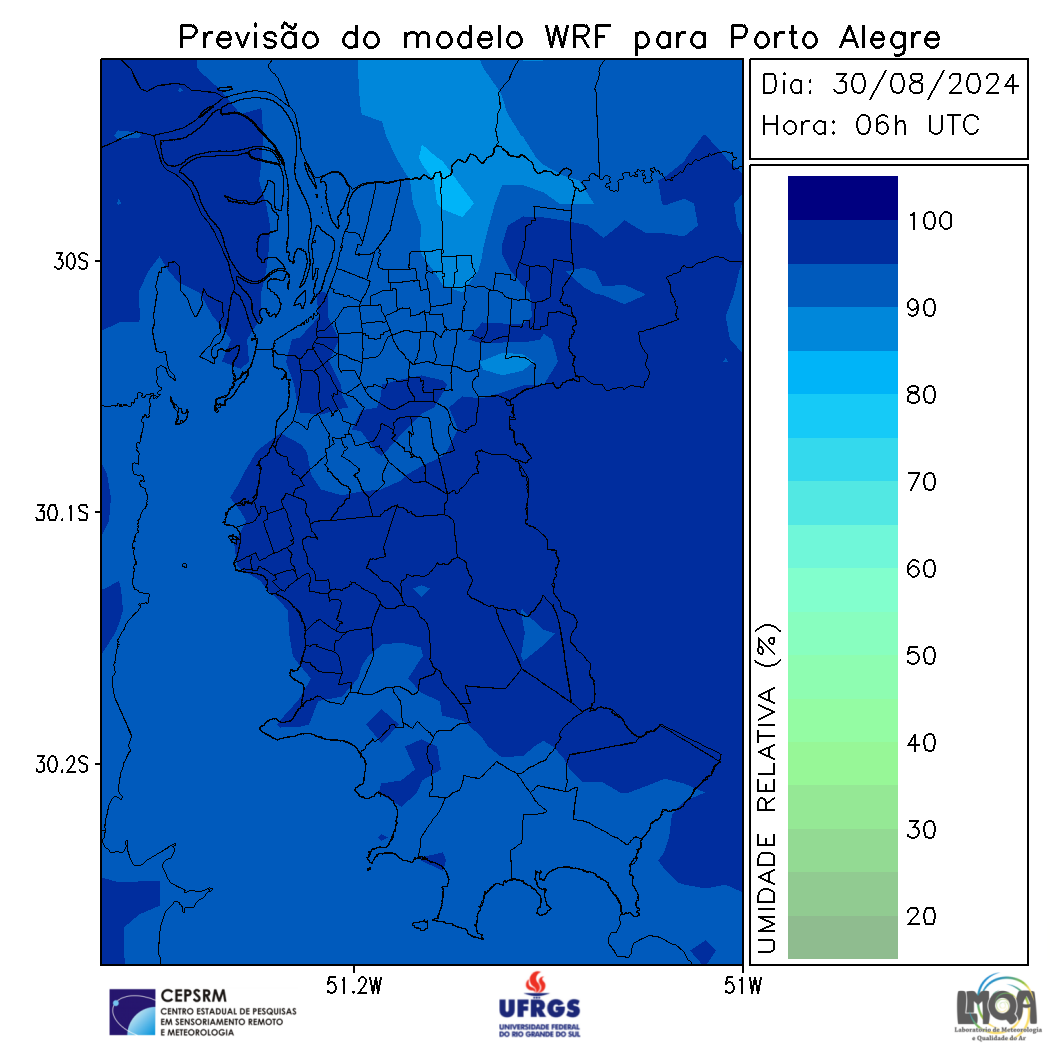 Previsão do modelo WRF para Porto Alegre
Dia: 30/08/2024
Hora: 06h UTC
30S
30.1S
30.2S
51.2W
51W
UMIDADE RELATIVA (%)
100
90
80
70
60
50
40
30
20
CEPSRM
CENTRO ESTADUAL DE PESQUISAS
EM SENSORIAMENTO REMOTO
E METEOROLOGIA
UFRGS
UNIVERSIDADE FEDERAL
DO RIO GRANDE DO SUL
LMQA
Laboratório de Meteorologia
e Qualidade do Ar